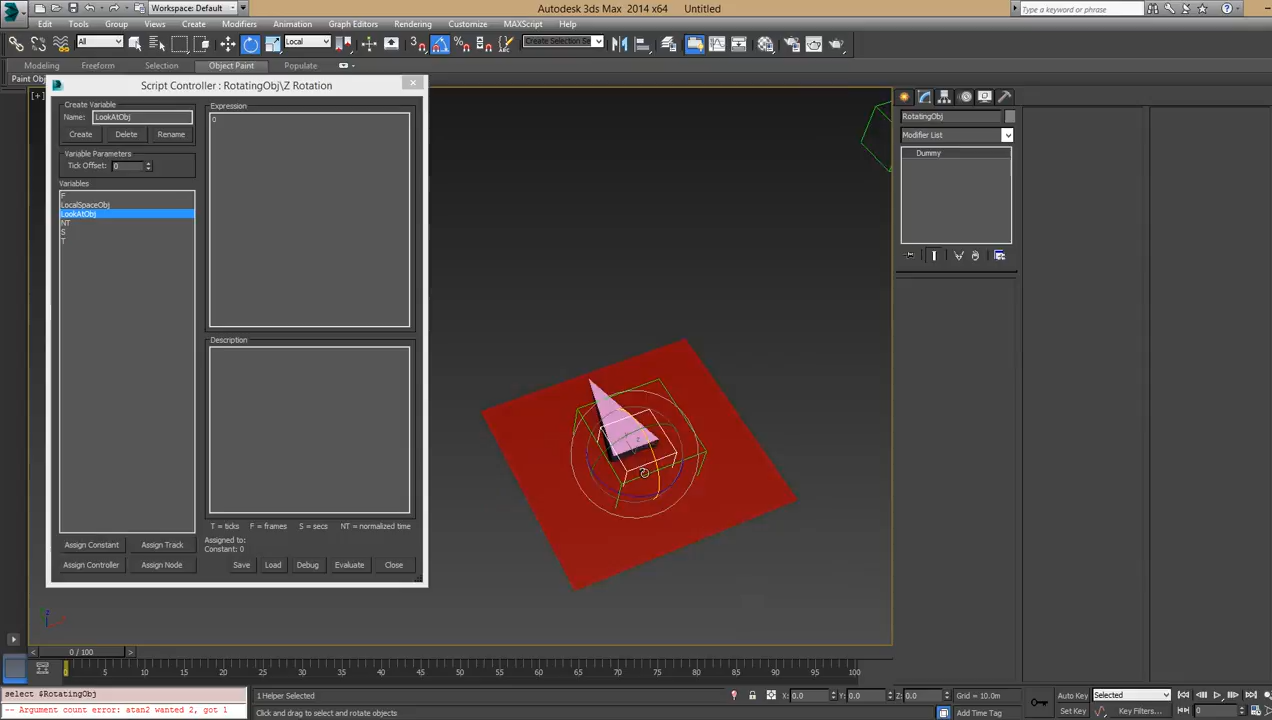 Workspace: Default
Autodesk 3ds Max 2014 x64 Untitled
Type a keyword or phrase
Edit Tools Group Views Create Modifiers Animation Graph Editors Rendering Customize MAXScript Help
All
Local
Create Selection Se
Modeling Freeform Selection Object Paint Populate
Paint Obj
Script Controller : RotatingObj\Z Rotation
[+]
Create Variable
Name: LookAtObj
Create Delete Rename
Variable Parameters
Tick Offset: 0
Variables
F
LocalSpaceObj
LookAtObj
NT
S
T
Expression
0
Description
T = ticks F = frames S = secs NT = normalized time
Assigned to:
Constant: 0
Assign Constant Assign Track
Assign Controller Assign Node
Save Load Debug Evaluate Close
RotatingObj
Modifier List
Dummy
0 / 100
0 5 10 15 20 25 30 35 40 45 50 55 60 65 70 75 80 85 90 95 100
select $RotatingObj
-- Argument count error: atan2 wanted 2, got 1
1 Helper Selected
Click and drag to select and rotate objects
X: 0.0 Y: 0.0 Z: 0.0
Grid = 10.0m
Add Time Tag
Auto Key Selected
Set Key Key Filters...
0